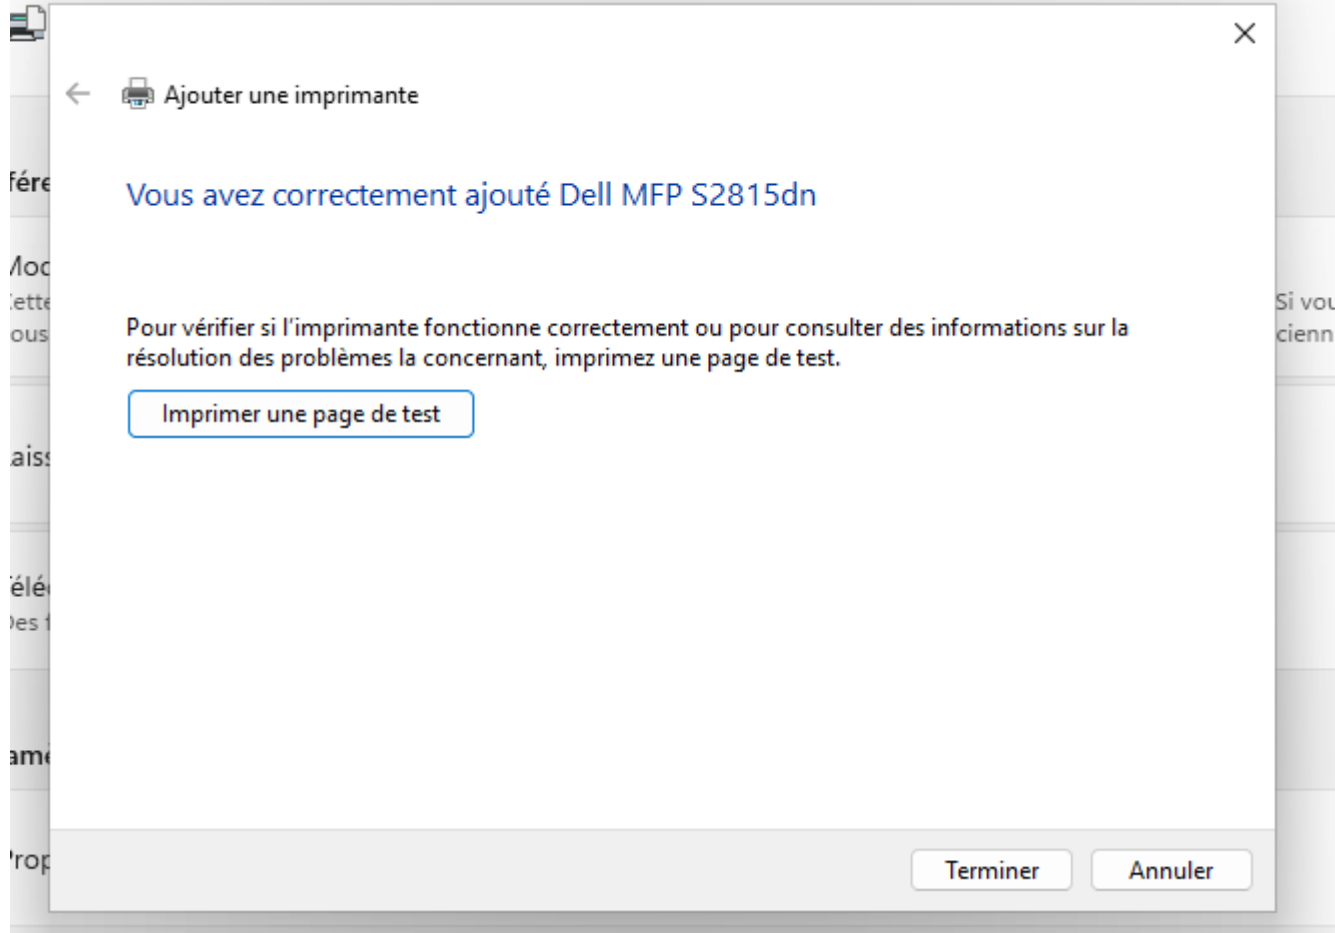 Ajouter une imprimante
Vous avez correctement ajouté Dell MFP S2815dn
Pour vérifier si l'imprimante fonctionne correctement ou pour consulter des informations sur la
résolution des problèmes la concernant, imprimez une page de test.
Imprimer une page de test
Si
Terminer
Annuler